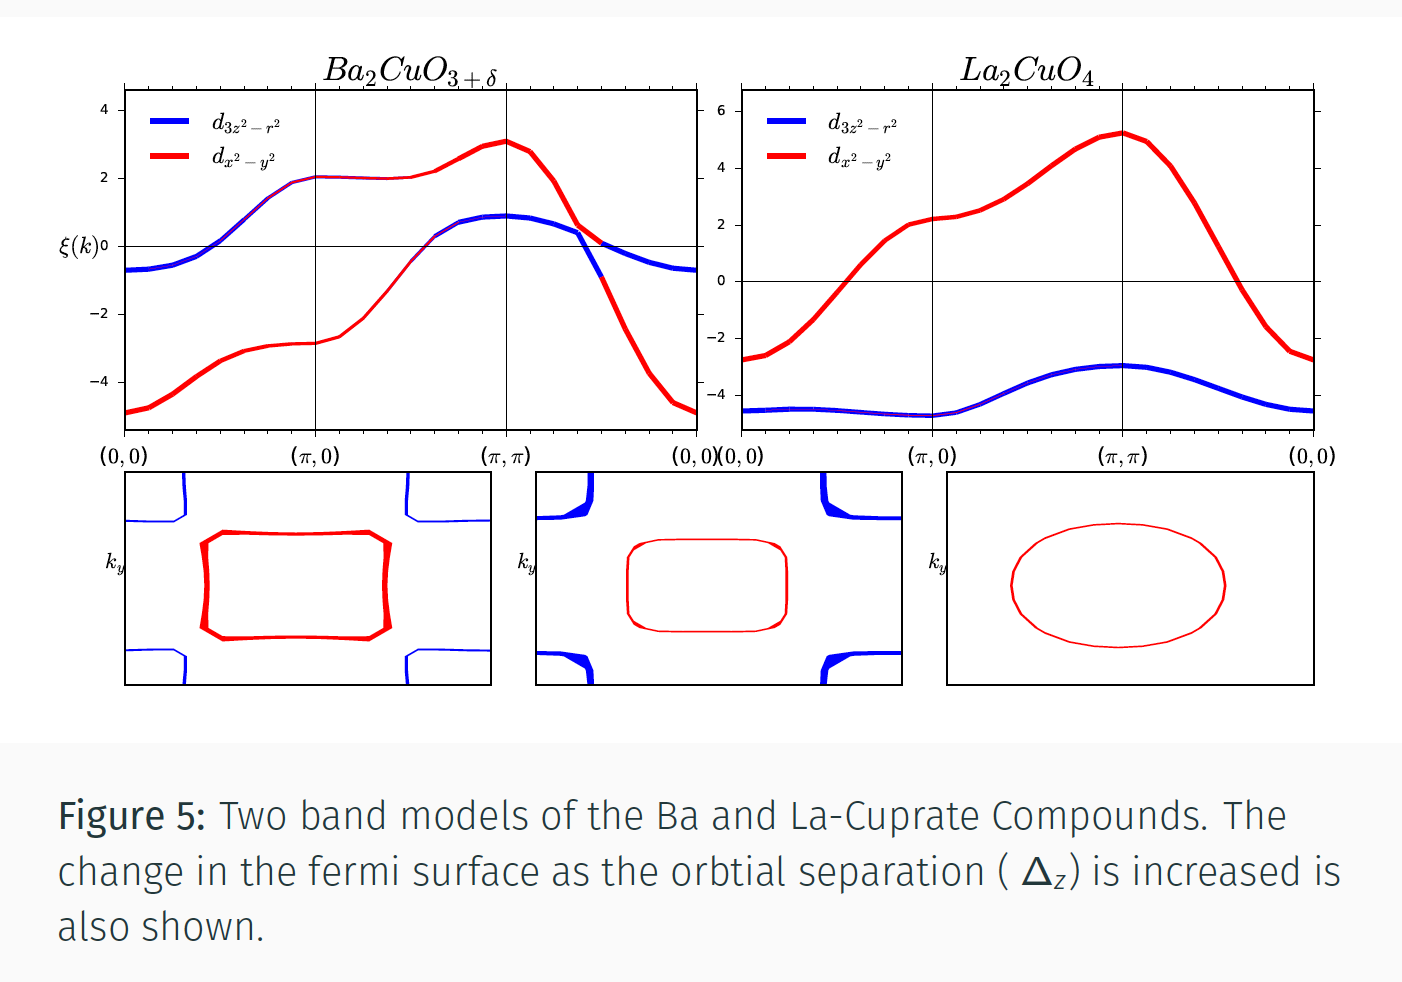 Ba₂CuO₃₊δ
La₂CuO₄
4
2
0
−2
−4
ξ(k)
d₃z²−r²
dx²−y²
6
4
2
0
−2
−4
d₃z²−r²
dx²−y²
(0, 0)
(π, 0)
(π, π)
(0, 0)
(0, 0)
(π, 0)
(π, π)
(0, 0)
ky
ky
ky
Figure 5: Two band models of the Ba and La-Cuprate Compounds. The
change in the fermi surface as the orbtial separation ( Δz) is increased is
also shown.